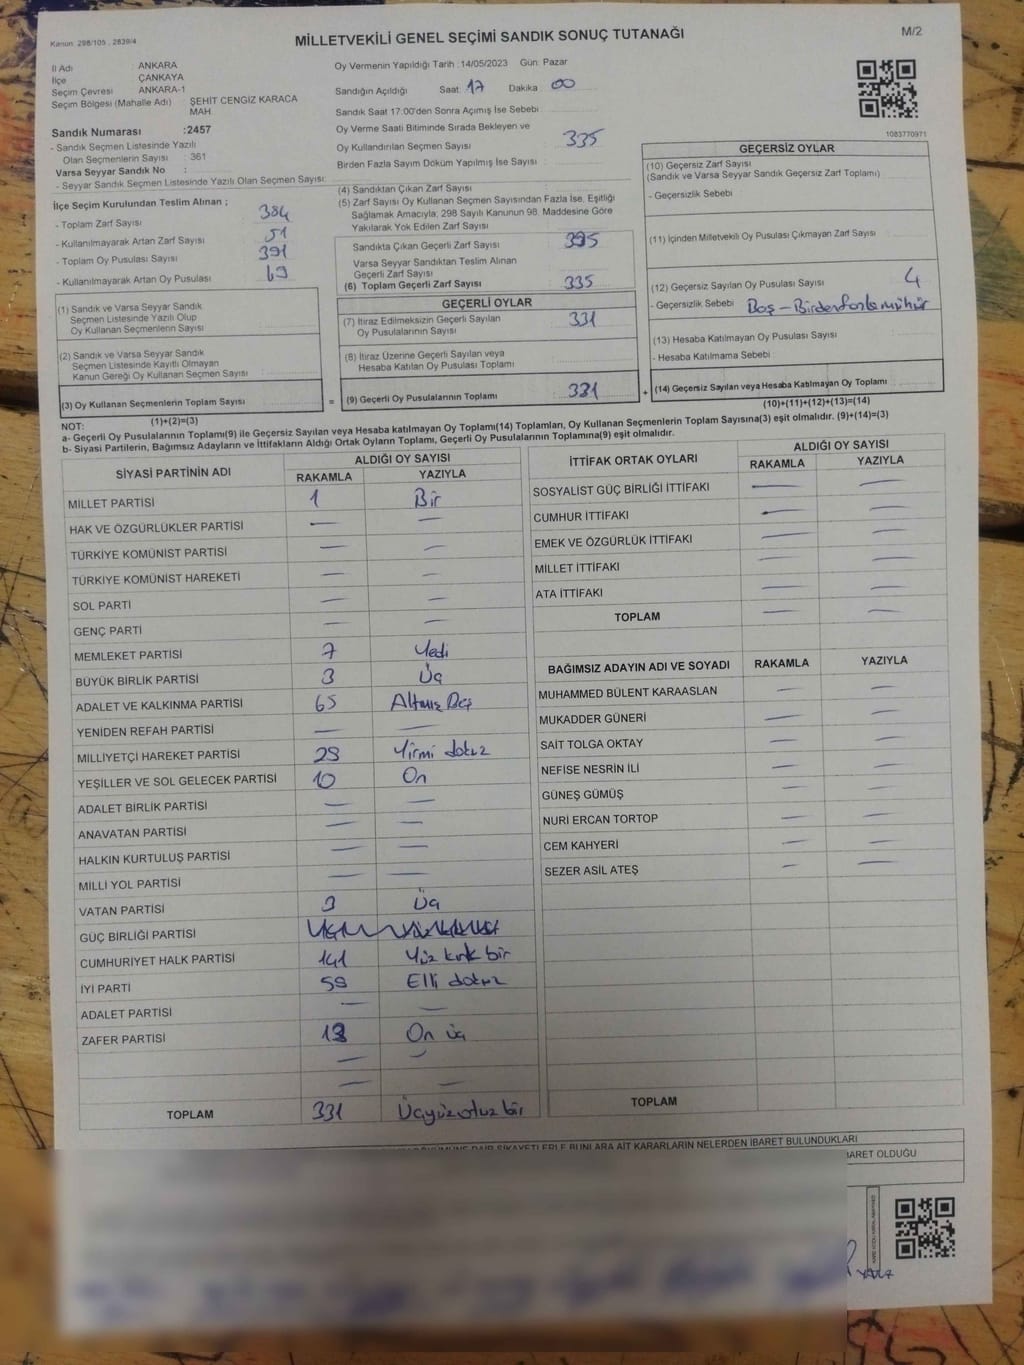 Kanun: 298/105 , 2839/4
MİLLETVEKİLİ GENEL SEÇİMİ SANDIK SONUÇ TUTANAĞI
M/2
İl Adı : ANKARA
İlçe : ÇANKAYA
Seçim Çevresi : ANKARA-1
Seçim Bölgesi (Mahalle Adı) : ŞEHİT CENGİZ KARACA MAH.
Sandık Numarası :2457
- Sandık Seçmen Listesinde Yazılı
Olan Seçmenlerin Sayısı : 361
Varsa Seyyar Sandık No :
- Seyyar Sandık Seçmen Listesinde Yazılı Olan Seçmen Sayısı:
Oy Vermenin Yapıldığı Tarih :14/05/2023 Gün: Pazar
Sandığın Açıldığı Saat: 17 Dakika 00
Sandık Saat 17:00'den Sonra Açımış İse Sebebi :
Oy Verme Saati Bitiminde Sırada Bekleyen ve
Oy Kullandırılan Seçmen Sayısı : 335
Birden Fazla Sayım Döküm Yapılmış İse Sayısı :
1083770971
İlçe Seçim Kurulundan Teslim Alınan ;
- Toplam Zarf Sayısı : 384
- Kullanılmayarak Artan Zarf Sayısı : 51
- Toplam Oy Pusulası Sayısı : 391
- Kullanılmayarak Artan Oy Pusulası :
(4) Sandıktan Çıkan Zarf Sayısı :
(5) Zarf Sayısı Oy Kullanan Seçmen Sayısından Fazla İse, Eşitliği
Sağlamak Amacıyla; 298 Sayılı Kanunun 98. Maddesine Göre
Yakılarak Yok Edilen Zarf Sayısı :
Sandıkta Çıkan Geçerli Zarf Sayısı : 335
Varsa Seyyar Sandıktan Teslim Alınan
Geçerli Zarf Sayısı :
(6) Toplam Geçerli Zarf Sayısı : 335
GEÇERSİZ OYLAR
(10) Geçersiz Zarf Sayısı
(Sandık ve Varsa Seyyar Sandık Geçersiz Zarf Toplamı) :
- Geçersizlik Sebebi :
(11) İçinden Milletvekili Oy Pusulası Çıkmayan Zarf Sayısı :
(12) Geçersiz Sayılan Oy Pusulası Sayısı : 4
- Geçersizlik Sebebi : Boş - Birden fazla mühür
(13) Hesaba Katılmayan Oy Pusulası Sayısı :
- Hesaba Katılmama Sebebi :
(14) Geçersiz Sayılan veya Hesaba Katılmayan Oy Toplamı :
(10)+(11)+(12)+(13)=(14)
(1) Sandık ve Varsa Seyyar Sandık
Seçmen Listesinde Yazılı Olup
Oy Kullanan Seçmenlerin Sayısı :
(2) Sandık ve Varsa Seyyar Sandık
Seçmen Listesinde Kayıtlı Olmayan
Kanun Gereği Oy Kullanan Seçmen Sayısı :
(3) Oy Kullanan Seçmenlerin Toplam Sayısı :
(1)+(2)=(3)
GEÇERLİ OYLAR
(7) İtiraz Edilmeksizin Geçerli Sayılan
Oy Pusulalarının Sayısı : 331
(8) İtiraz Üzerine Geçerli Sayılan veya
Hesaba Katılan Oy Pusulası Toplamı :
(9) Geçerli Oy Pusulalarının Toplamı : 331
NOT:
a- Geçerli Oy Pusulalarının Toplamı(9) ile Geçersiz Sayılan veya Hesaba katılmayan Oy Toplamı(14) Toplamları, Oy Kullanan Seçmenlerin Toplam Sayısına(3) eşit olmalıdır. (9)+(14)=(3)
b- Siyasi Partilerin, Bağımsız Adayların ve İttifakların Aldığı Ortak Oyların Toplamı, Geçerli Oy Pusulalarının Toplamına(9) eşit olmalıdır.
SİYASİ PARTİNİN ADI ALDIĞI OY SAYISI
RAKAMLA YAZIYLA
MİLLET PARTİSİ 1 Bir
HAK VE ÖZGÜRLÜKLER PARTİSİ — —
TÜRKİYE KOMÜNİST PARTİSİ — —
TÜRKİYE KOMÜNİST HAREKETİ — —
SOL PARTİ — —
GENÇ PARTİ — —
MEMLEKET PARTİSİ 7 Yedi
BÜYÜK BİRLİK PARTİSİ 3 Üç
ADALET VE KALKINMA PARTİSİ 65 Altmış Beş
YENİDEN REFAH PARTİSİ — —
MİLLİYETÇİ HAREKET PARTİSİ 29 Yirmi dokuz
YEŞİLLER VE SOL GELECEK PARTİSİ 10 On
ADALET BİRLİK PARTİSİ — —
ANAVATAN PARTİSİ — —
HALKIN KURTULUŞ PARTİSİ — —
MİLLİ YOL PARTİSİ — —
VATAN PARTİSİ 3 Üç
GÜÇ BİRLİĞİ PARTİSİ
CUMHURİYET HALK PARTİSİ 141 Yüz kırk bir
İYİ PARTİ 59 Elli dokuz
ADALET PARTİSİ — —
ZAFER PARTİSİ 13 On üç
— —
— —
TOPLAM 331 Üçyüzotuz bir
İTTİFAK ORTAK OYLARI ALDIĞI OY SAYISI
RAKAMLA YAZIYLA
SOSYALİST GÜÇ BİRLİĞİ İTTİFAKI — —
CUMHUR İTTİFAKI — —
EMEK VE ÖZGÜRLÜK İTTİFAKI — —
MİLLET İTTİFAKI — —
ATA İTTİFAKI — —
TOPLAM — —
BAĞIMSIZ ADAYIN ADI VE SOYADI RAKAMLA YAZIYLA
MUHAMMED BÜLENT KARAASLAN — —
MUKADDER GÜNERİ — —
SAİT TOLGA OKTAY — —
NEFİSE NESRİN İLİ — —
GÜNEŞ GÜMÜŞ — —
NURİ ERCAN TORTOP — —
CEM KAHYERİ — —
SEZER ASİL ATEŞ — —
TOPLAM
DÖKÜMÜNE DAİR ŞİKAYETLERLE BUNLARA AİT KARARLARIN NELERDEN İBARET BULUNDUKLARI
İBARET OLDUĞU